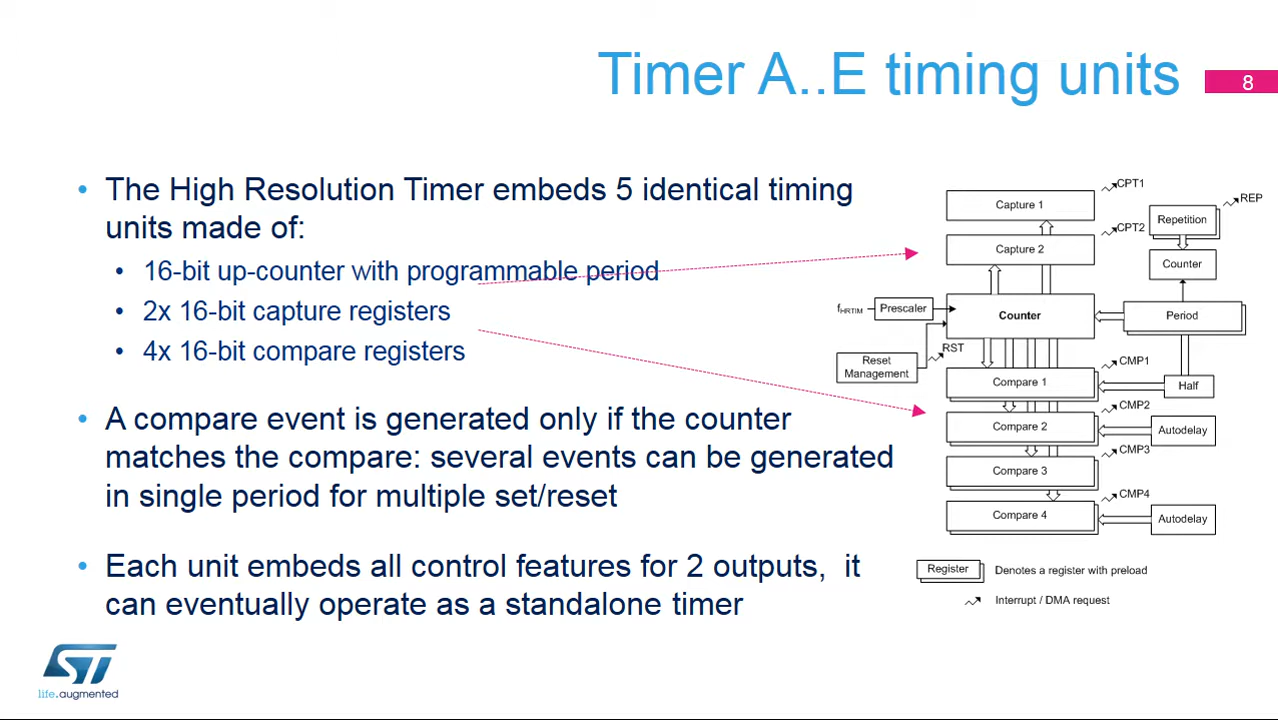 Timer A..E timing units
8
• The High Resolution Timer embeds 5 identical timing
units made of:
• 16-bit up-counter with programmable period
• 2x 16-bit capture registers
• 4x 16-bit compare registers
• A compare event is generated only if the counter
matches the compare: several events can be generated
in single period for multiple set/reset
• Each unit embeds all control features for 2 outputs, it
can eventually operate as a standalone timer
CPT1
Capture 1
REP
Repetition
CPT2
Capture 2
Counter
fHRTIM
Prescaler
Counter
Period
RST
Reset
Management
CMP1
Compare 1
Half
CMP2
Compare 2
Autodelay
CMP3
Compare 3
CMP4
Compare 4
Autodelay
Register
Denotes a register with preload
Interrupt / DMA request
ST
life.augmented